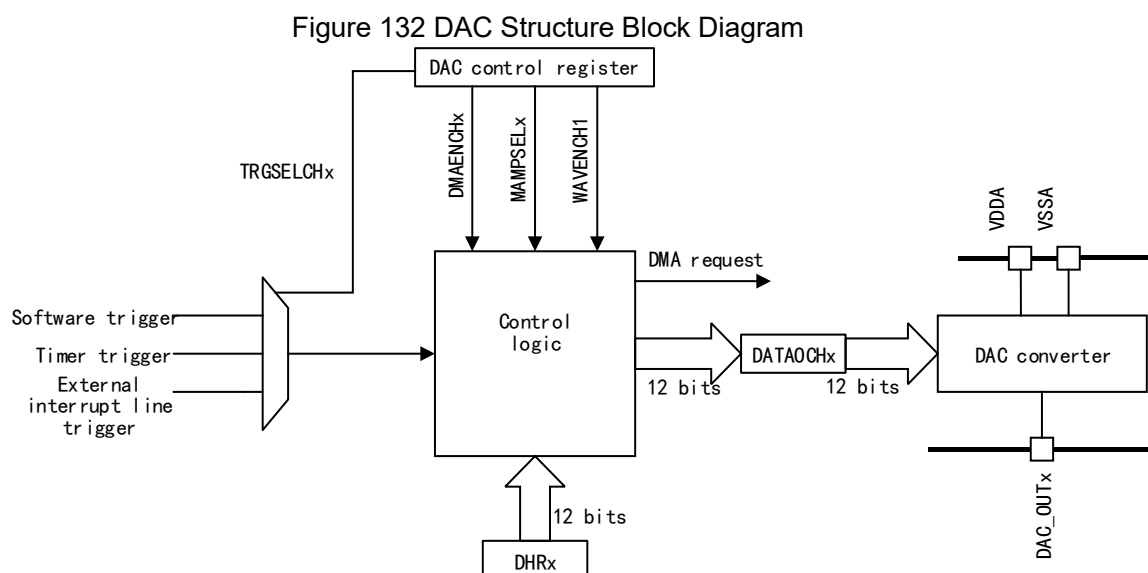 Figure 132 DAC Structure Block Diagram
DAC control register
TRGSELCHx
DMAENCHx
MAMPSELx
WAVENCH1
VDDA
VSSA
DMA request
Software trigger
Timer trigger
External
interrupt line
trigger
Control
logic
12 bits
DATAOCHx
12 bits
DAC converter
DAC_OUTx
12 bits
DHRx